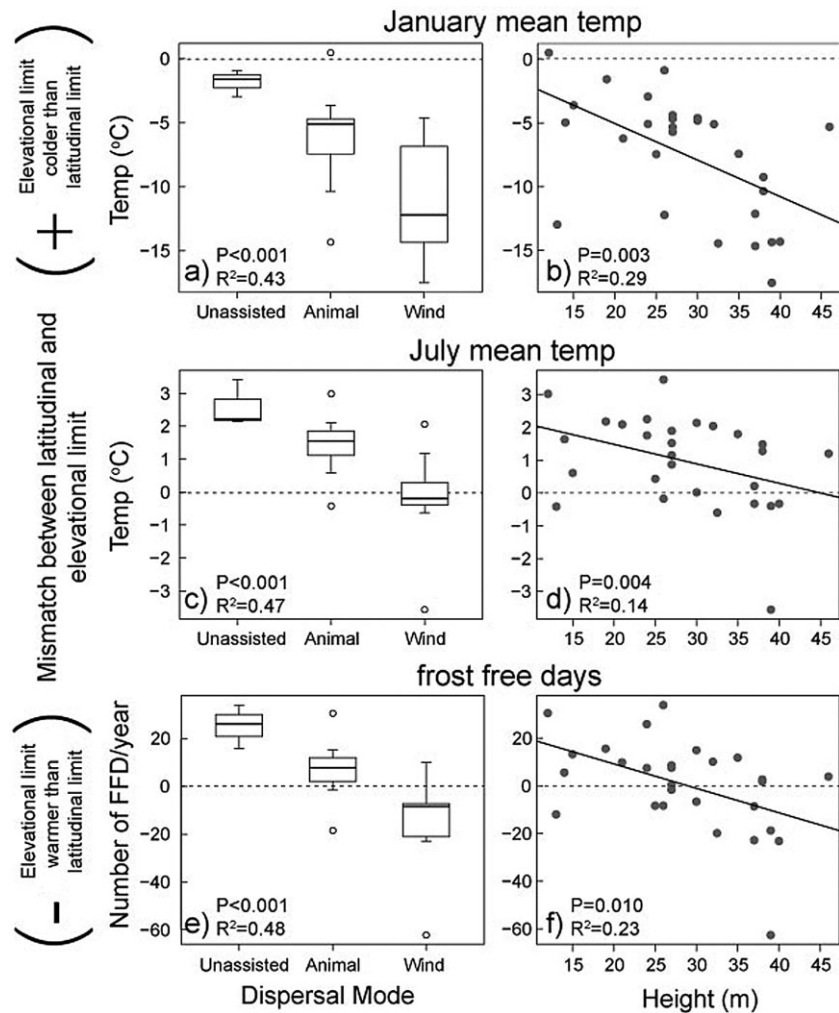 January mean temp
(+) Elevational limit
colder than
latitudinal limit
Temp (ºC)
0
−5
−10
−15
a) P<0.001
R²=0.43
Unassisted Animal Wind
0
−5
−10
−15
b) P=0.003
R²=0.29
15 20 25 30 35 40 45
Mismatch between latitudinal and
elevational limit
July mean temp
Temp (ºC)
3
2
1
0
−1
−3
c) P<0.001
R²=0.47
Unassisted Animal Wind
3
2
1
0
−1
−3
d) P=0.004
R²=0.14
15 20 25 30 35 40 45
frost free days
(-) Elevational limit
warmer than
latitudinal limit
Number of FFD/year
20
0
−20
−40
−60
e) P<0.001
R²=0.48
Unassisted Animal Wind
Dispersal Mode
20
0
−20
−40
−60
f) P=0.010
R²=0.23
15 20 25 30 35 40 45
Height (m)